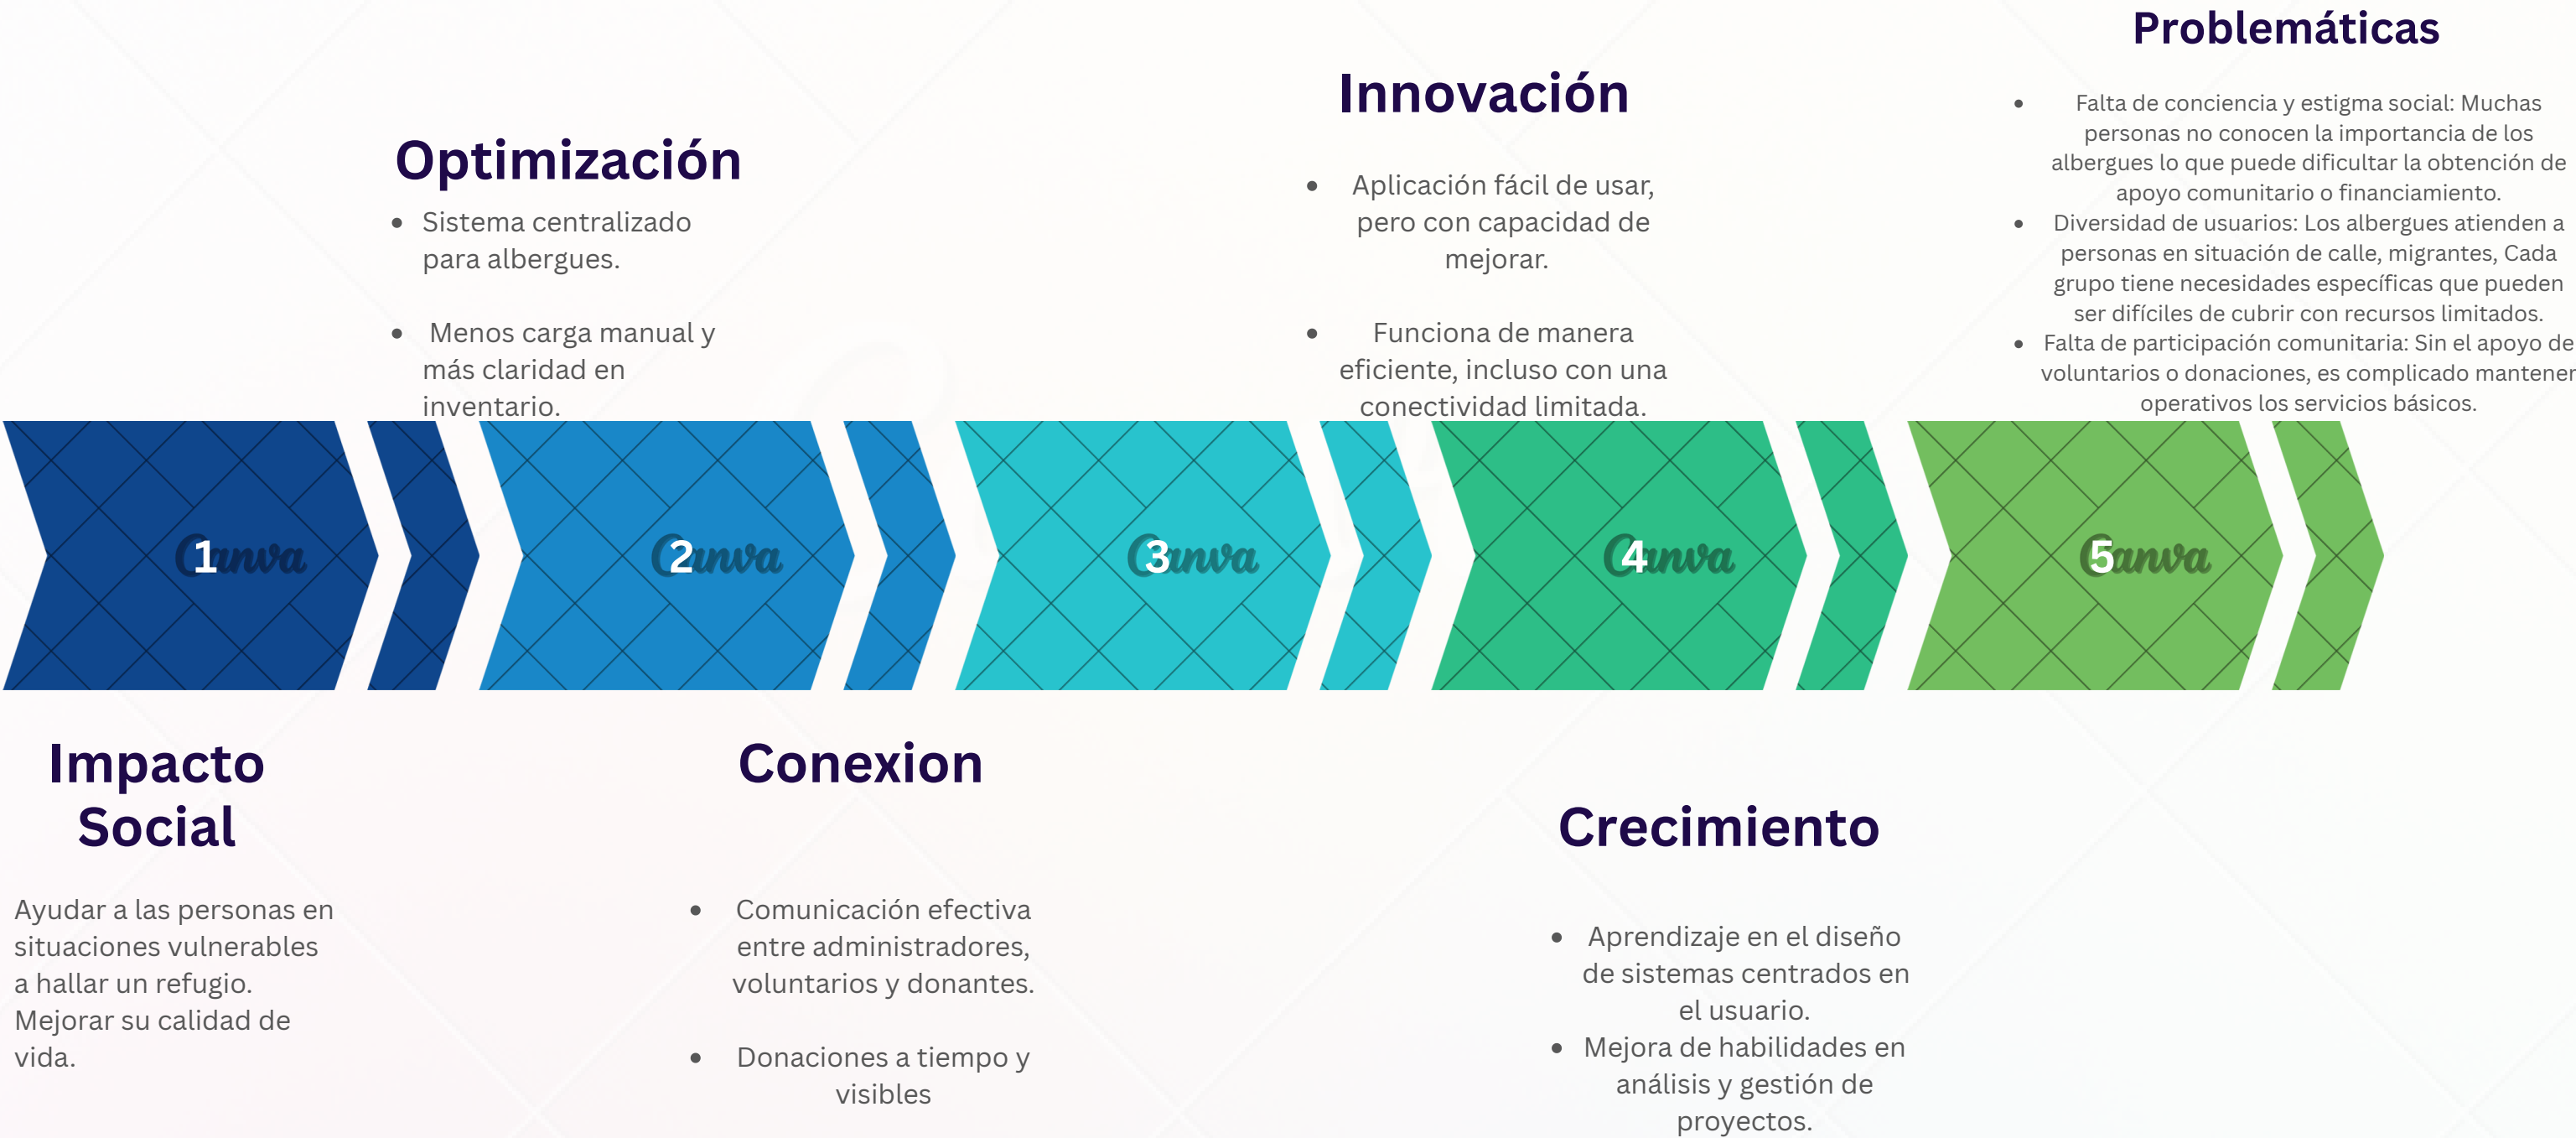 Problemáticas
Falta de conciencia y estigma social: Muchas
personas no conocen la importancia de los
albergues lo que puede dificultar la obtención de
apoyo comunitario o financiamiento.
Diversidad de usuarios: Los albergues atienden a
personas en situación de calle, migrantes, Cada
grupo tiene necesidades específicas que pueden
ser difíciles de cubrir con recursos limitados.
Falta de participación comunitaria: Sin el apoyo de
voluntarios o donaciones, es complicado mantener
operativos los servicios básicos.
Innovación
Aplicación fácil de usar,
pero con capacidad de
mejorar.
Funciona de manera
eficiente, incluso con una
conectividad limitada.
Optimización
Sistema centralizado
para albergues.
Menos carga manual y
más claridad en
inventario.
1 Canva
2 Canva
3 Canva
4 Canva
5 Canva
Impacto
Social
Ayudar a las personas en
situaciones vulnerables
a hallar un refugio.
Mejorar su calidad de
vida.
Conexion
Comunicación efectiva
entre administradores,
voluntarios y donantes.
Donaciones a tiempo y
visibles
Crecimiento
Aprendizaje en el diseño
de sistemas centrados en
el usuario.
Mejora de habilidades en
análisis y gestión de
proyectos.